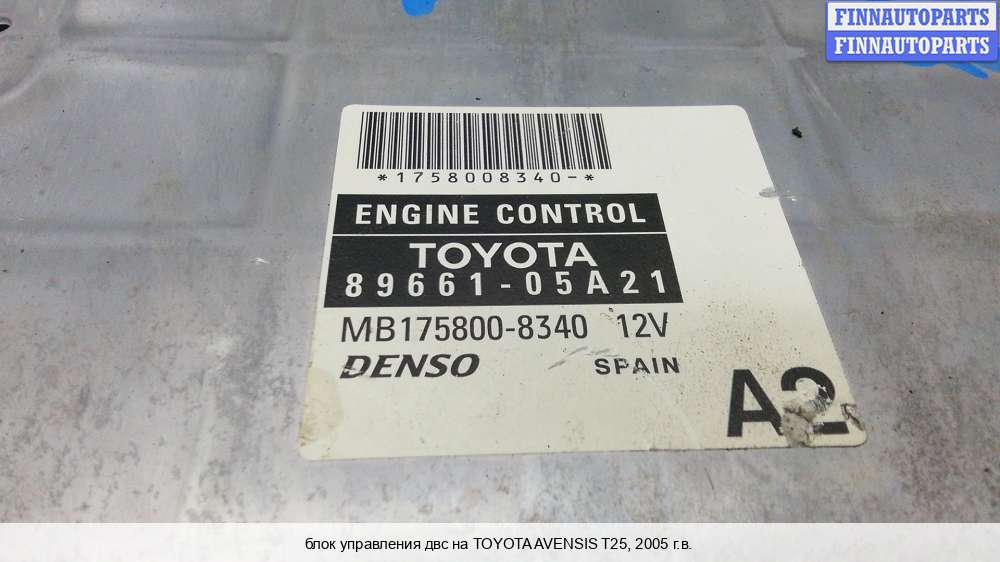 FINNAUTOPARTS
FINNAUTOPARTS
*1758008340-*
ENGINE CONTROL
TOYOTA
89661-05A21
MB175800-8340 12V
DENSO SPAIN
A2
блок управления двс на TOYOTA AVENSIS T25, 2005 г.в.